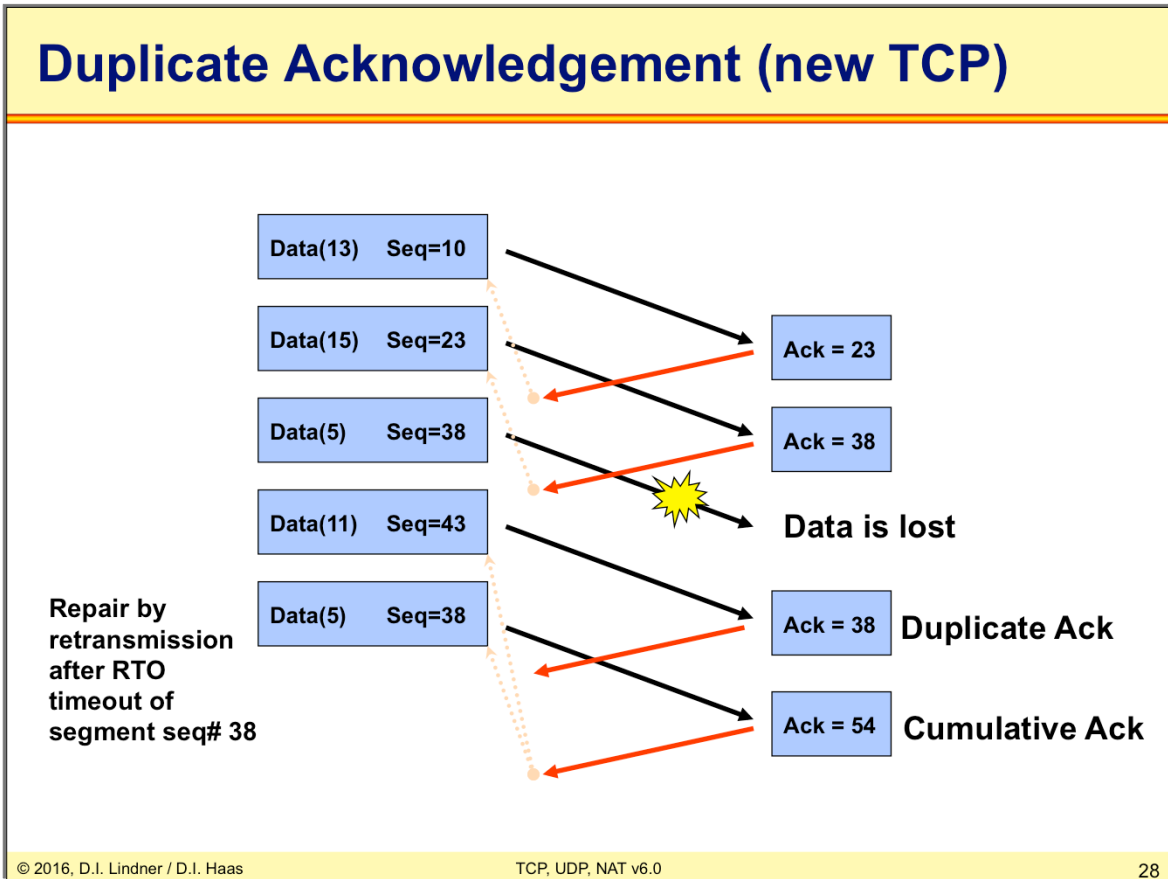 Duplicate Acknowledgement (new TCP)
Data(13) Seq=10
Data(15) Seq=23
Ack = 23
Data(5) Seq=38
Ack = 38
Data(11) Seq=43
Data is lost
Data(5) Seq=38
Repair by
retransmission
after RTO
timeout of
segment seq# 38
Ack = 38 Duplicate Ack
Ack = 54 Cumulative Ack
© 2016, D.I. Lindner / D.I. Haas
TCP, UDP, NAT v6.0
28